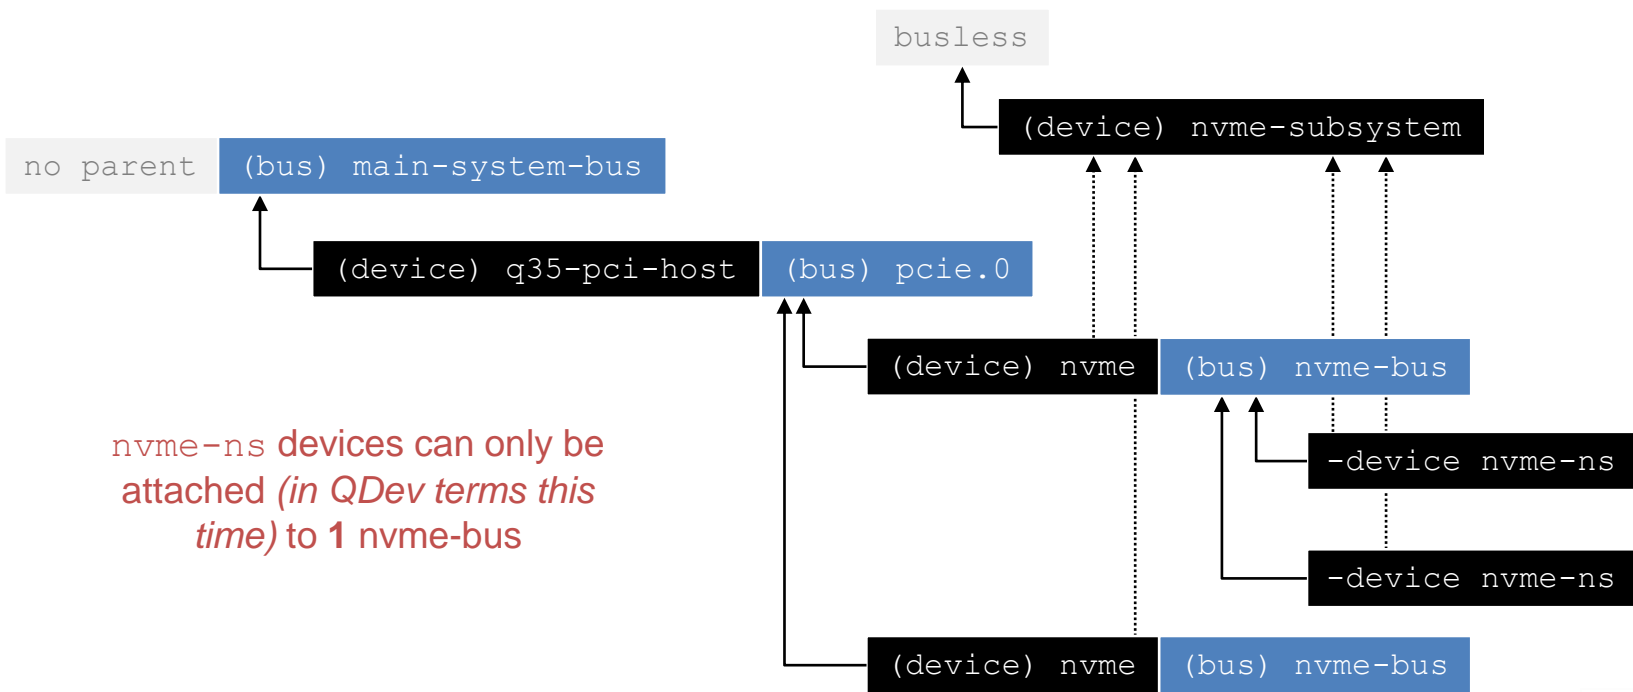 busless
(device) nvme-subsystem
no parent (bus) main-system-bus
(device) q35-pci-host (bus) pcie.0
(device) nvme (bus) nvme-bus
nvme-ns devices can only be
attached (in QDev terms this
time) to 1 nvme-bus
-device nvme-ns
-device nvme-ns
(device) nvme (bus) nvme-bus